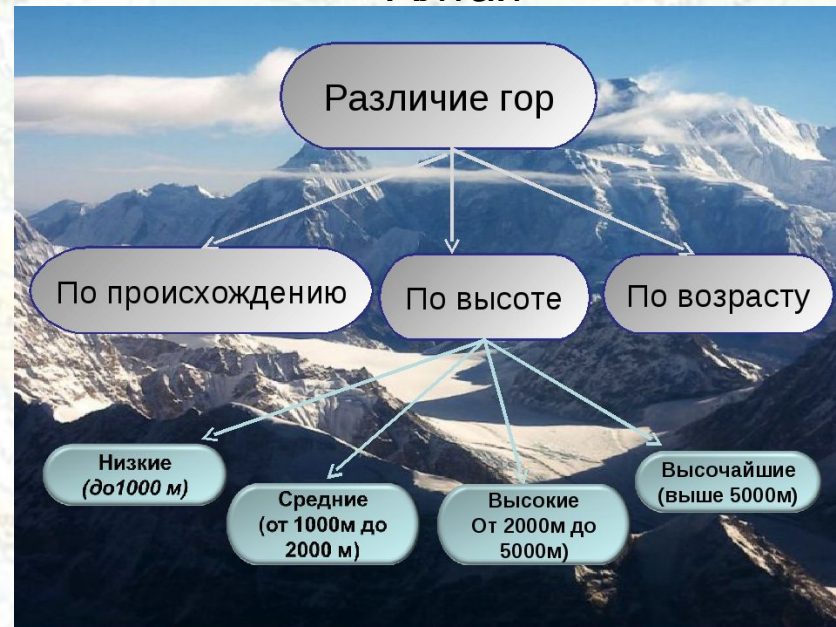 Различие гор
По происхождению
По высоте
По возрасту
Низкие
(до1000 м)
Средние
(от 1000м до
2000 м)
Высокие
От 2000м до
5000м)
Высочайшие
(выше 5000м)